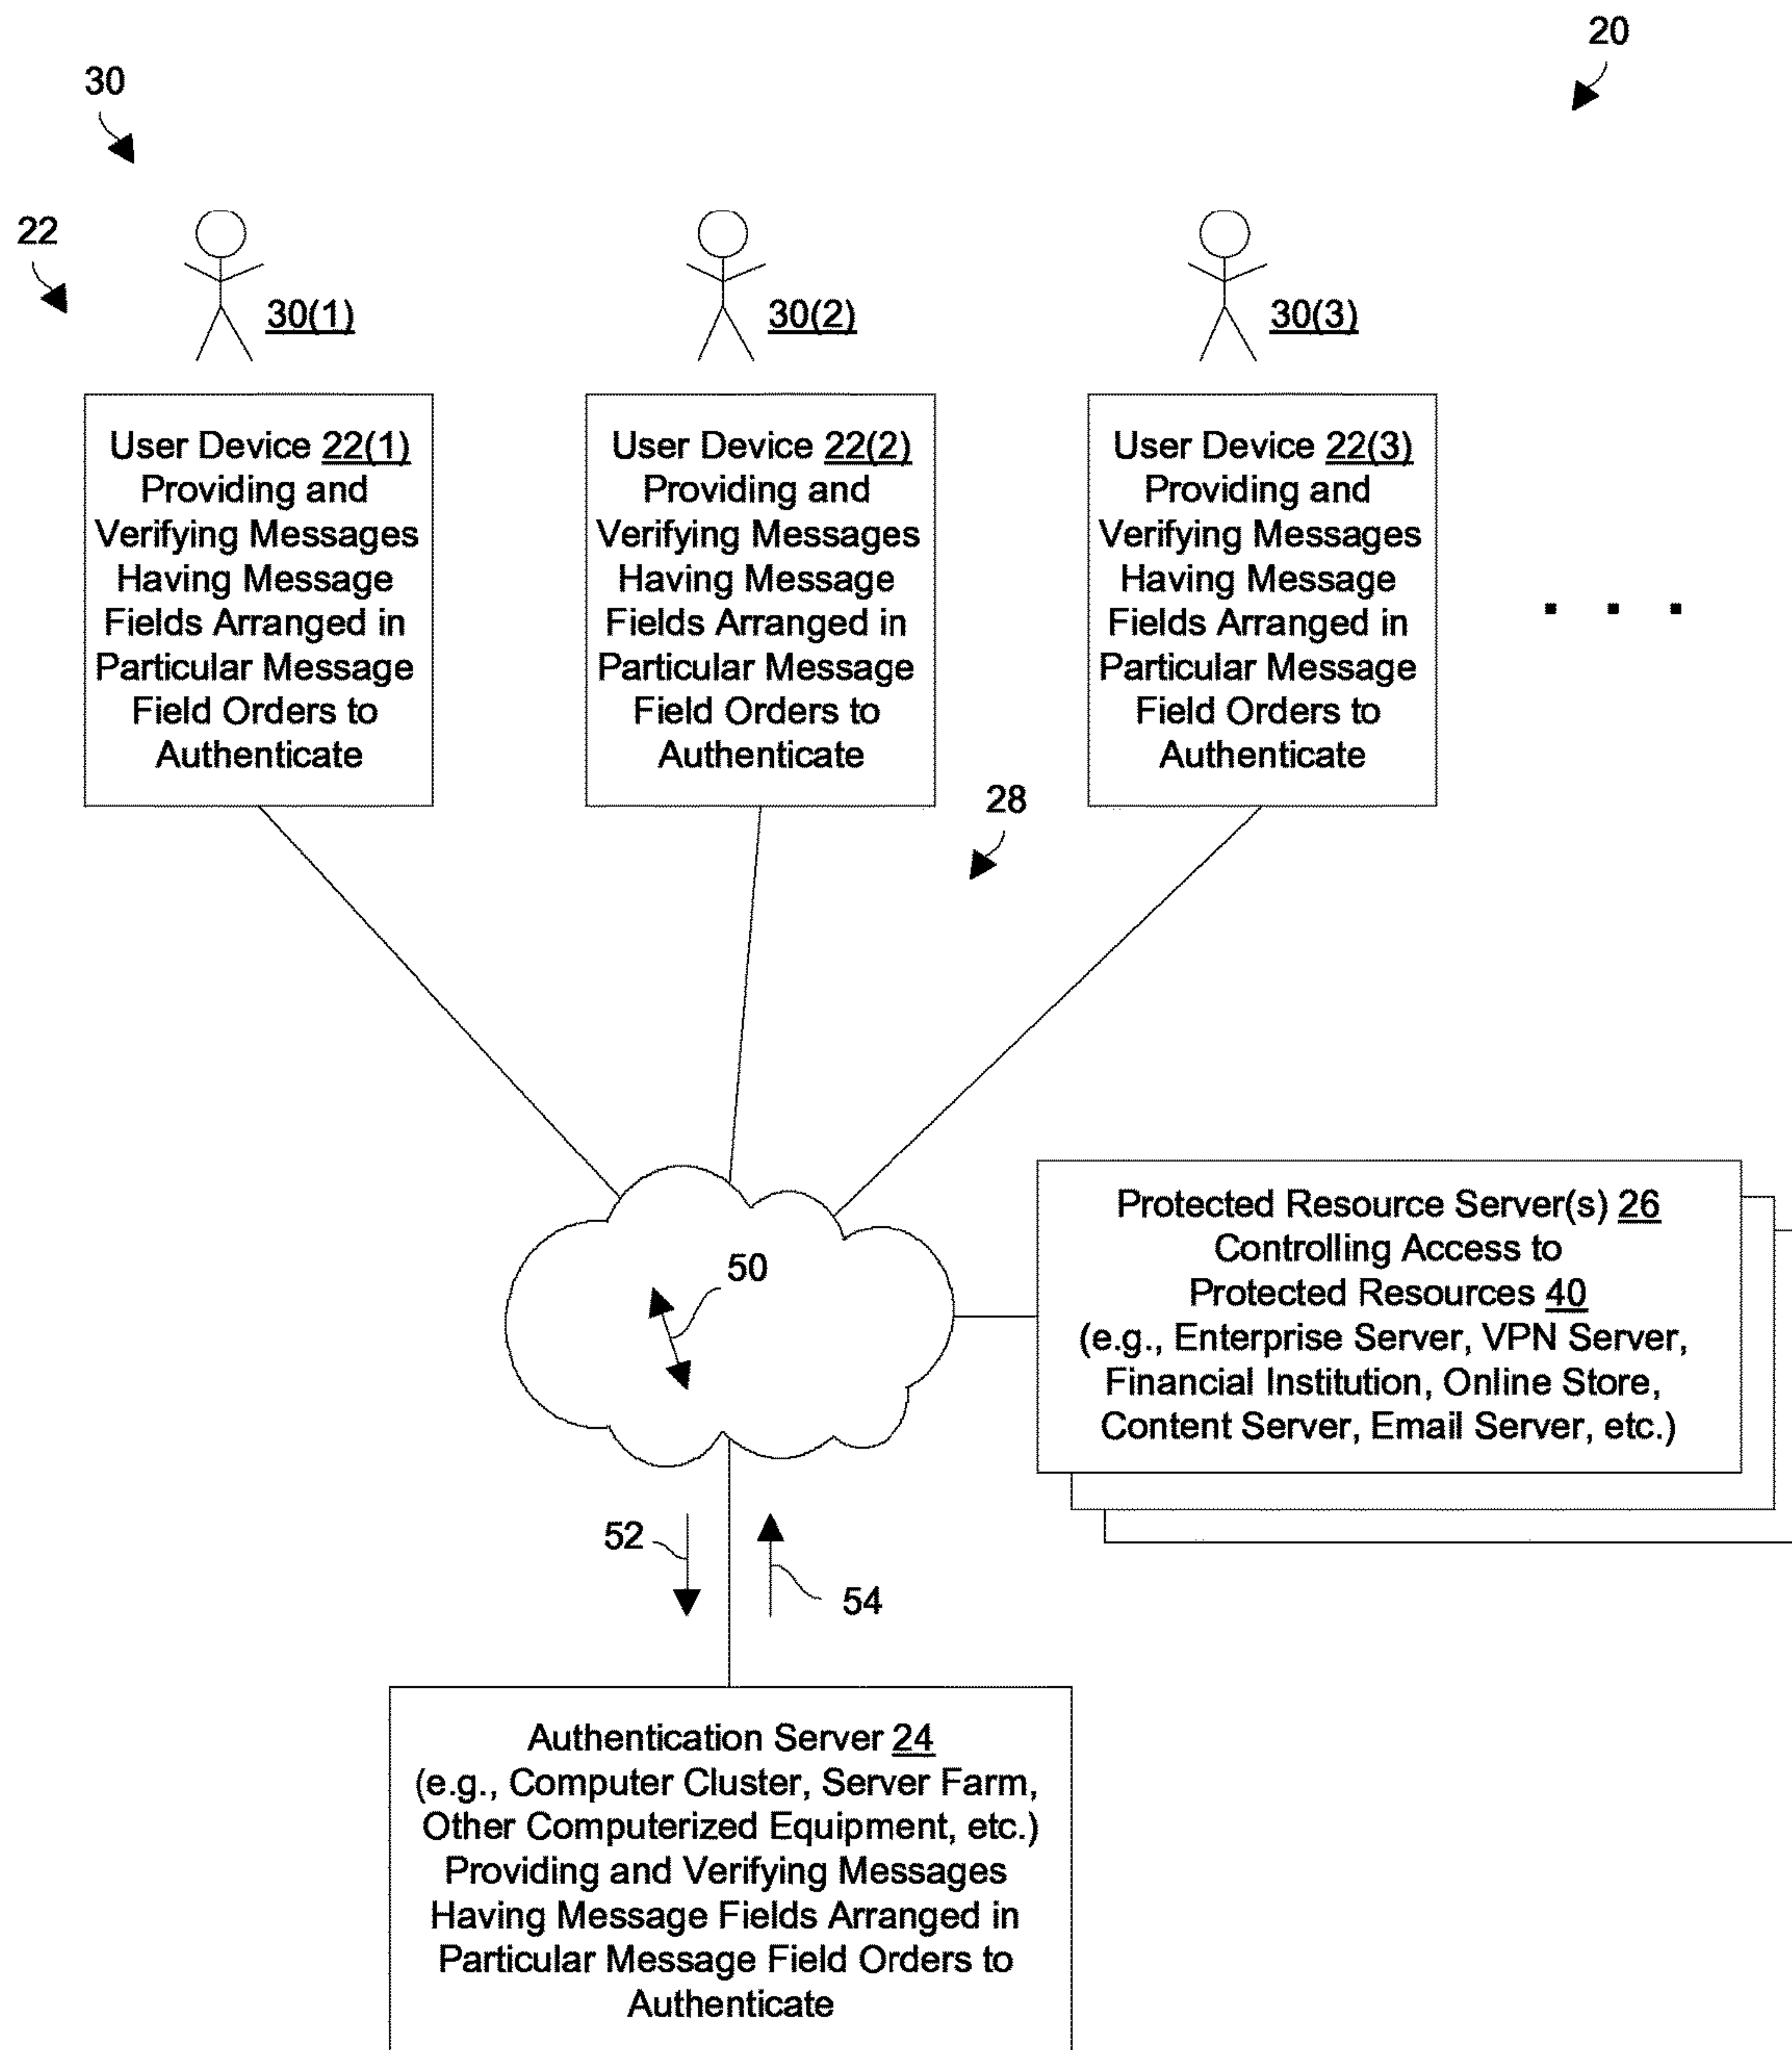 20
30
22
30(1)
30(2)
30(3)
User Device 22(1)
Providing and
Verifying Messages
Having Message
Fields Arranged in
Particular Message
Field Orders to
Authenticate
User Device 22(2)
Providing and
Verifying Messages
Having Message
Fields Arranged in
Particular Message
Field Orders to
Authenticate
User Device 22(3)
Providing and
Verifying Messages
Having Message
Fields Arranged in
Particular Message
Field Orders to
Authenticate
. . .
28
50
Protected Resource Server(s) 26
Controlling Access to
Protected Resources 40
(e.g., Enterprise Server, VPN Server,
Financial Institution, Online Store,
Content Server, Email Server, etc.)
52
54
Authentication Server 24
(e.g., Computer Cluster, Server Farm,
Other Computerized Equipment, etc.)
Providing and Verifying Messages
Having Message Fields Arranged in
Particular Message Field Orders to
Authenticate